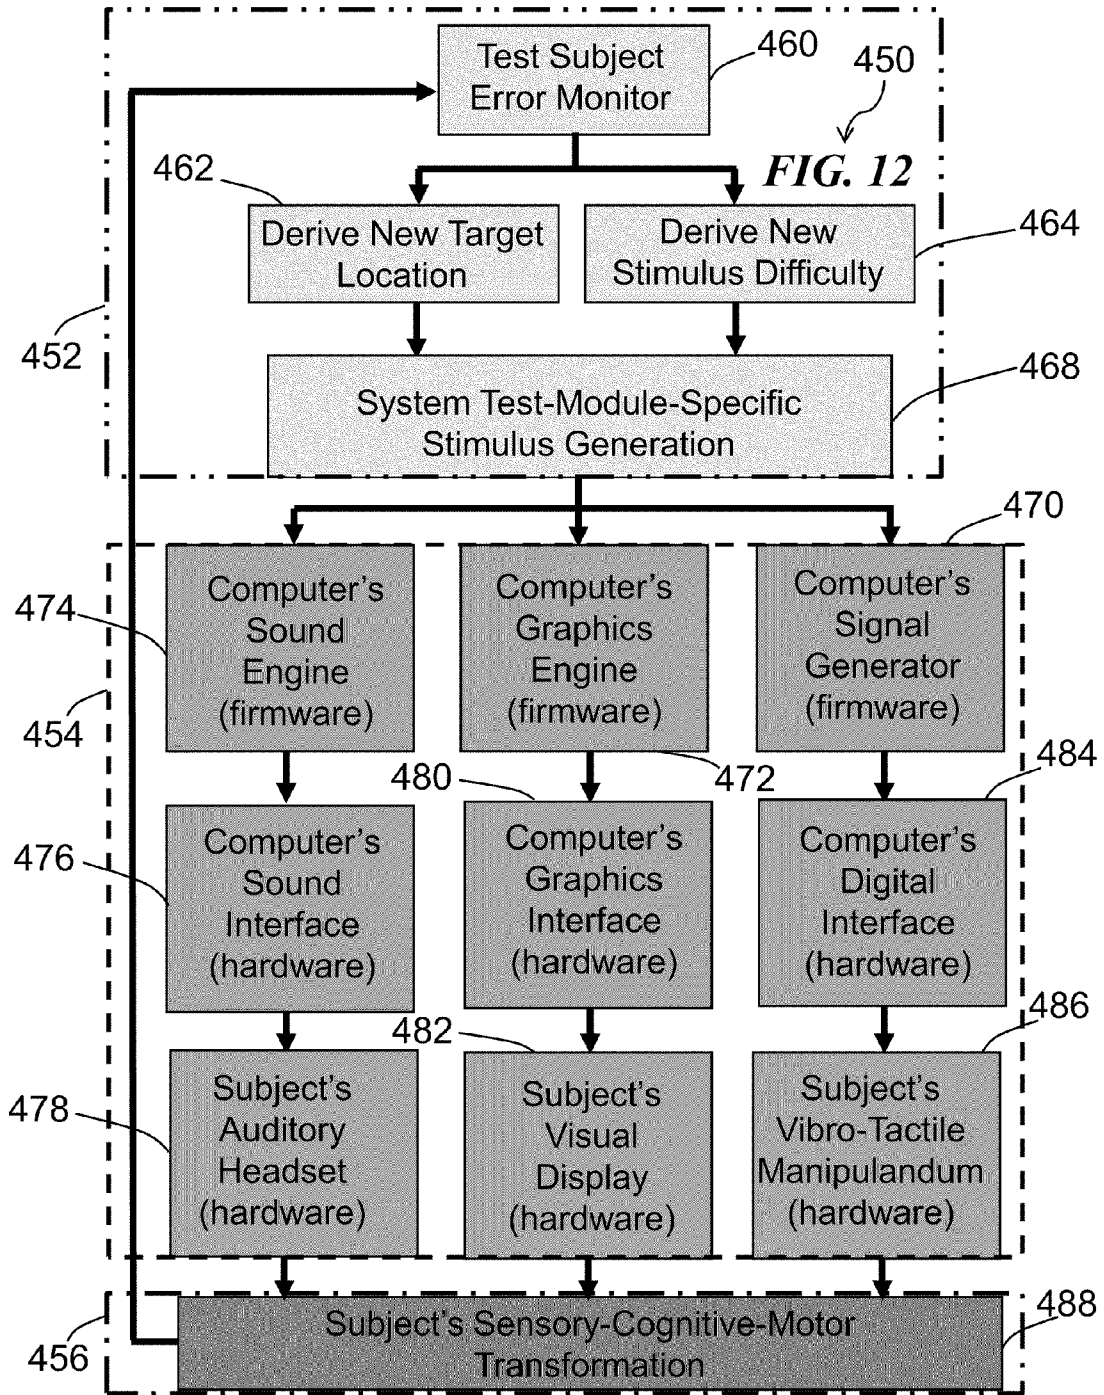 Test Subject
Error Monitor
460
450
FIG. 12
462
Derive New Target
Location
Derive New
Stimulus Difficulty
464
452
System Test-Module-Specific
Stimulus Generation
468
470
474
Computer's
Sound
Engine
(firmware)
Computer's
Graphics
Engine
(firmware)
Computer's
Signal
Generator
(firmware)
454
480
472
484
476
Computer's
Sound
Interface
(hardware)
Computer's
Graphics
Interface
(hardware)
Computer's
Digital
Interface
(hardware)
482
486
478
Subject's
Auditory
Headset
(hardware)
Subject's
Visual
Display
(hardware)
Subject's
Vibro-Tactile
Manipulandum
(hardware)
456
Subject's Sensory-Cognitive-Motor
Transformation
488